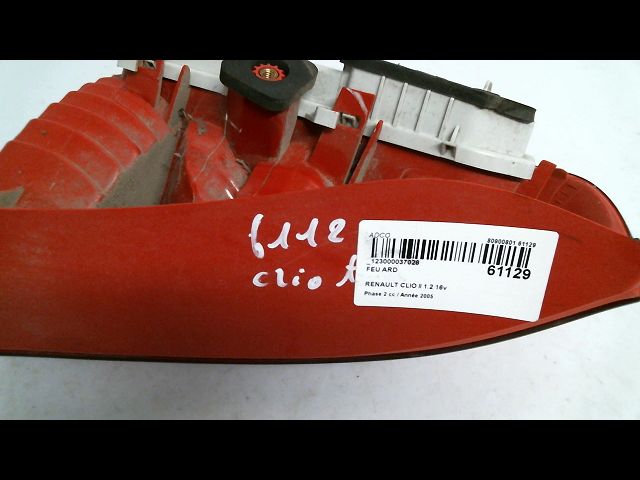 6112
clio
ADCO
80900801 61129
_123000037028
61129
FEU ARD
RENAULT CLIO II 1.2 16v
Phase 2 cc / Année 2005